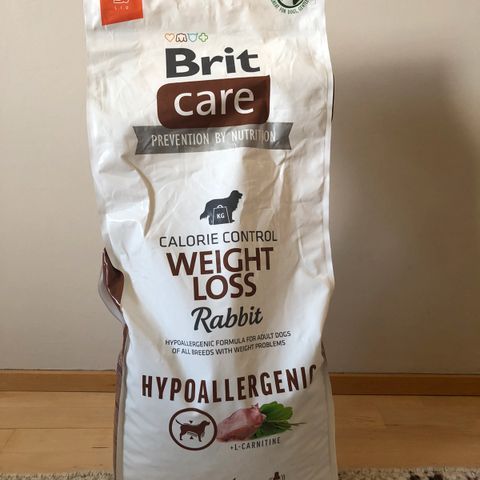 Brit
care
PREVENTION BY NUTRITION
KG
CALORIE CONTROL
WEIGHT
LOSS
Rabbit
HYPOALLERGENIC FORMULA FOR ADULT DOGS
OF ALL BREEDS WITH WEIGHT PROBLEMS
HYPOALLERGENIC
+L-CARNITINE